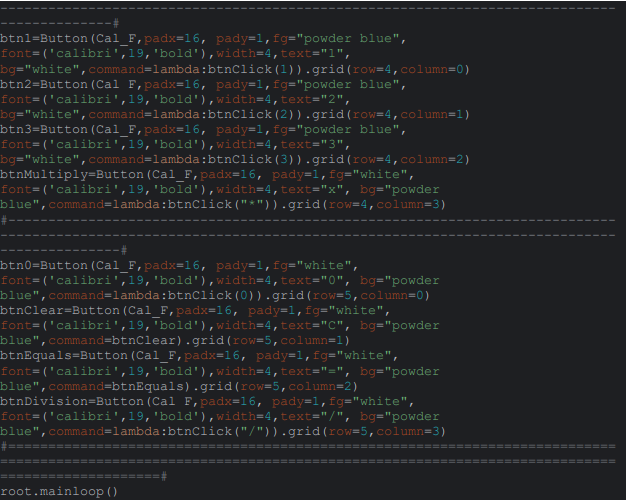 --------------------------------------------------------------------------------
---------------#
btn1=Button(Cal_F,padx=16, pady=1,fg="powder blue",
font=('calibri',19,'bold'),width=4,text="1",
bg="white",command=lambda:btnClick(1)).grid(row=4,column=0)
btn2=Button(Cal_F,padx=16, pady=1,fg="powder blue",
font=('calibri',19,'bold'),width=4,text="2",
bg="white",command=lambda:btnClick(2)).grid(row=4,column=1)
btn3=Button(Cal_F,padx=16, pady=1,fg="powder blue",
font=('calibri',19,'bold'),width=4,text="3",
bg="white",command=lambda:btnClick(3)).grid(row=4,column=2)
btnMultiply=Button(Cal_F,padx=16, pady=1,fg="white",
font=('calibri',19,'bold'),width=4,text="x", bg="powder
blue",command=lambda:btnClick("*")).grid(row=4,column=3)
#-------------------------------------------------------------------------------
--------------------------------------------------------------------------------
----------------#
btn0=Button(Cal_F,padx=16, pady=1,fg="white",
font=('calibri',19,'bold'),width=4,text="0", bg="powder
blue",command=lambda:btnClick(0)).grid(row=5,column=0)
btnClear=Button(Cal_F,padx=16, pady=1,fg="white",
font=('calibri',19,'bold'),width=4,text="C", bg="powder
blue",command=btnClear).grid(row=5,column=1)
btnEquals=Button(Cal_F,padx=16, pady=1,fg="white",
font=('calibri',19,'bold'),width=4,text="=", bg="powder
blue",command=btnEquals).grid(row=5,column=2)
btnDivision=Button(Cal_F,padx=16, pady=1,fg="white",
font=('calibri',19,'bold'),width=4,text="/", bg="powder
blue",command=lambda:btnClick("/")).grid(row=5,column=3)
#===============================================================================
================================================================================
=====================#
root.mainloop()